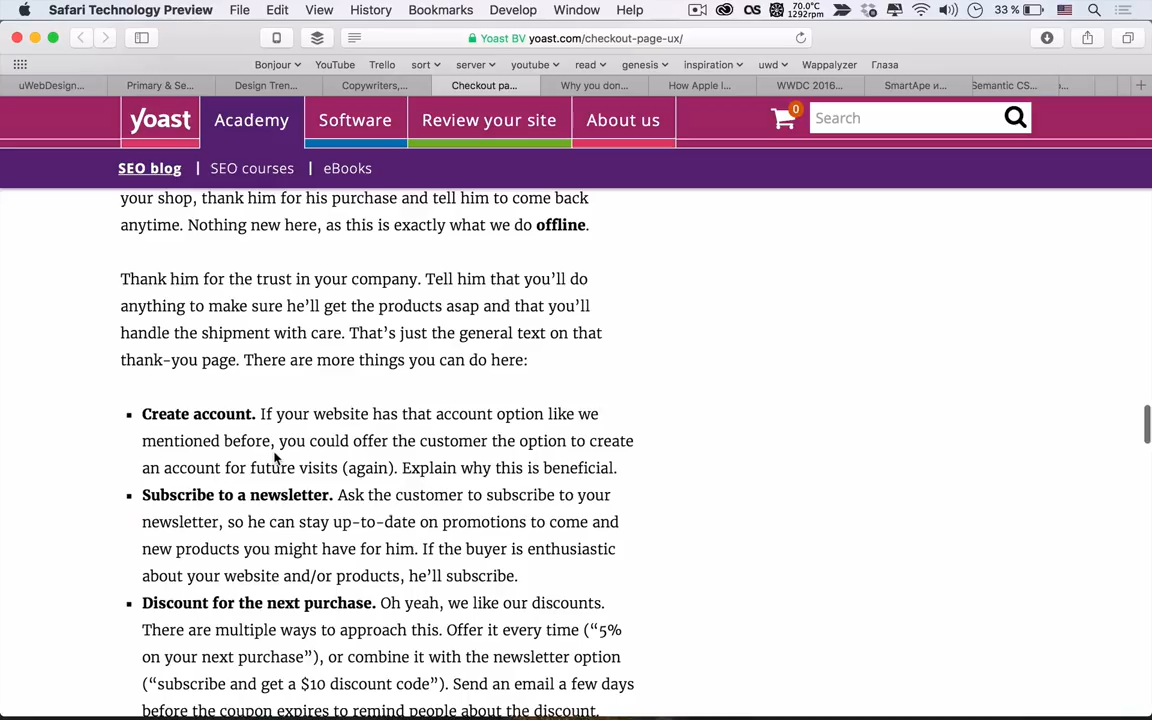 Safari Technology Preview File Edit View History Bookmarks Develop Window Help 70.0°C 1292rpm 33 %
Yoast BV yoast.com/checkout-page-ux/
Bonjour YouTube Trello sort server youtube read genesis inspiration uwd Wappalyzer Глаза
uWebDesign... Primary & Se... Design Tren... Copywriters,... Checkout pa... Why you don... How Apple I... WWDC 2016... SmartApe и... Semantic CS...
yoast Academy Software Review your site About us 0 Search
SEO blog | SEO courses | eBooks
your shop, thank him for his purchase and tell him to come back
anytime. Nothing new here, as this is exactly what we do offline.
Thank him for the trust in your company. Tell him that you’ll do
anything to make sure he’ll get the products asap and that you’ll
handle the shipment with care. That’s just the general text on that
thank-you page. There are more things you can do here:
▪ Create account. If your website has that account option like we
mentioned before, you could offer the customer the option to create
an account for future visits (again). Explain why this is beneficial.
▪ Subscribe to a newsletter. Ask the customer to subscribe to your
newsletter, so he can stay up-to-date on promotions to come and
new products you might have for him. If the buyer is enthusiastic
about your website and/or products, he’ll subscribe.
▪ Discount for the next purchase. Oh yeah, we like our discounts.
There are multiple ways to approach this. Offer it every time (“5%
on your next purchase”), or combine it with the newsletter option
(“subscribe and get a $10 discount code”). Send an email a few days
before the coupon expires to remind people about the discount.